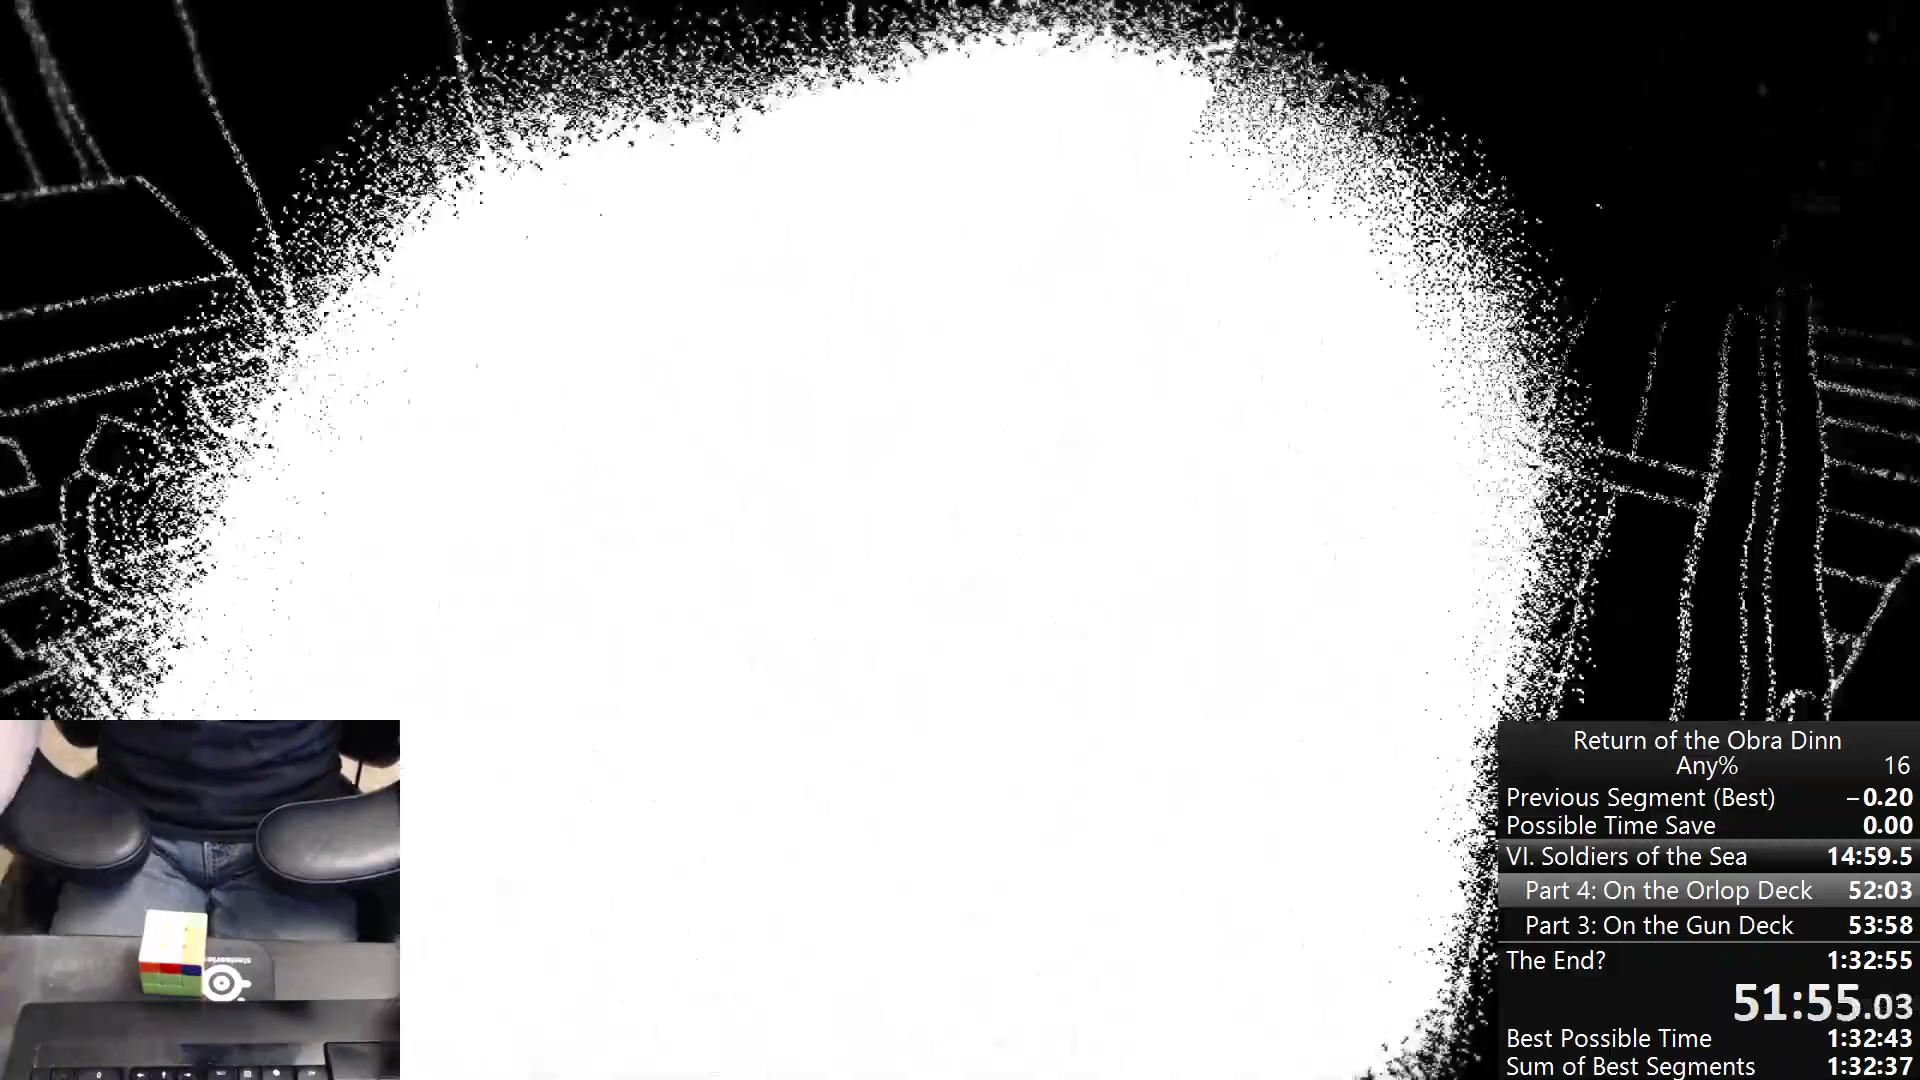 Return of the Obra Dinn
Any% 16
Previous Segment (Best) −0.20
Possible Time Save 0.00
VI. Soldiers of the Sea 14:59.5
Part 4: On the Orlop Deck 52:03
Part 3: On the Gun Deck 53:58
The End? 1:32:55
51:55.03
Best Possible Time 1:32:43
Sum of Best Segments 1:32:37
steelseries